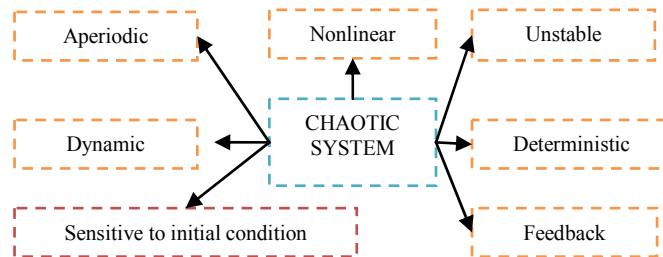 Aperiodic
Nonlinear
Unstable
CHAOTIC
SYSTEM
Dynamic
Deterministic
Sensitive to initial condition
Feedback